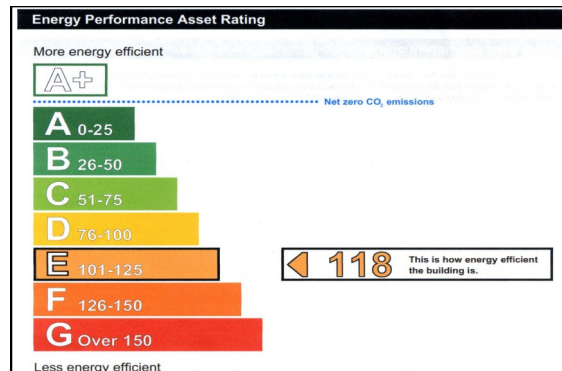 Energy Performance Asset Rating
More energy efficient
A+
Net zero CO₂ emissions
A 0-25
B 26-50
C 51-75
D 76-100
E 101-125
118 This is how energy efficient
the building is.
F 126-150
G Over 150
Less energy efficient